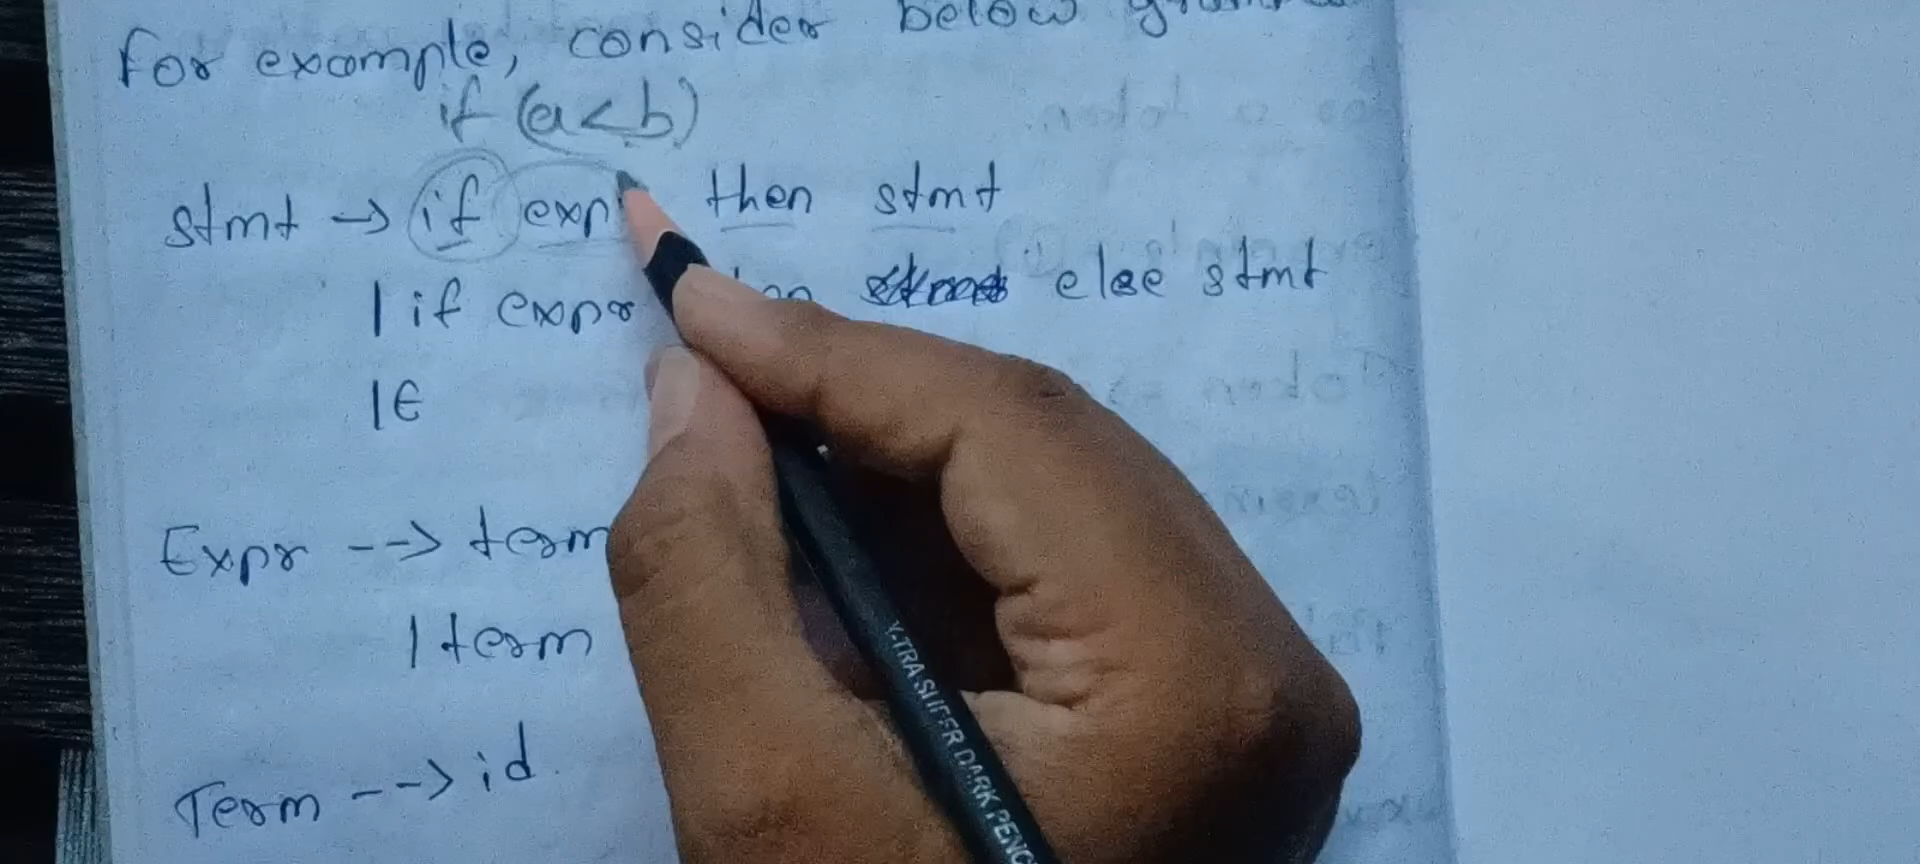 For example, consider below
if (a<b)
stmt → if exp then stmt
| if expr else stmt
| ε
Expr --> term
| term
Term --> id
Y-TRA SUPER DARK PENC